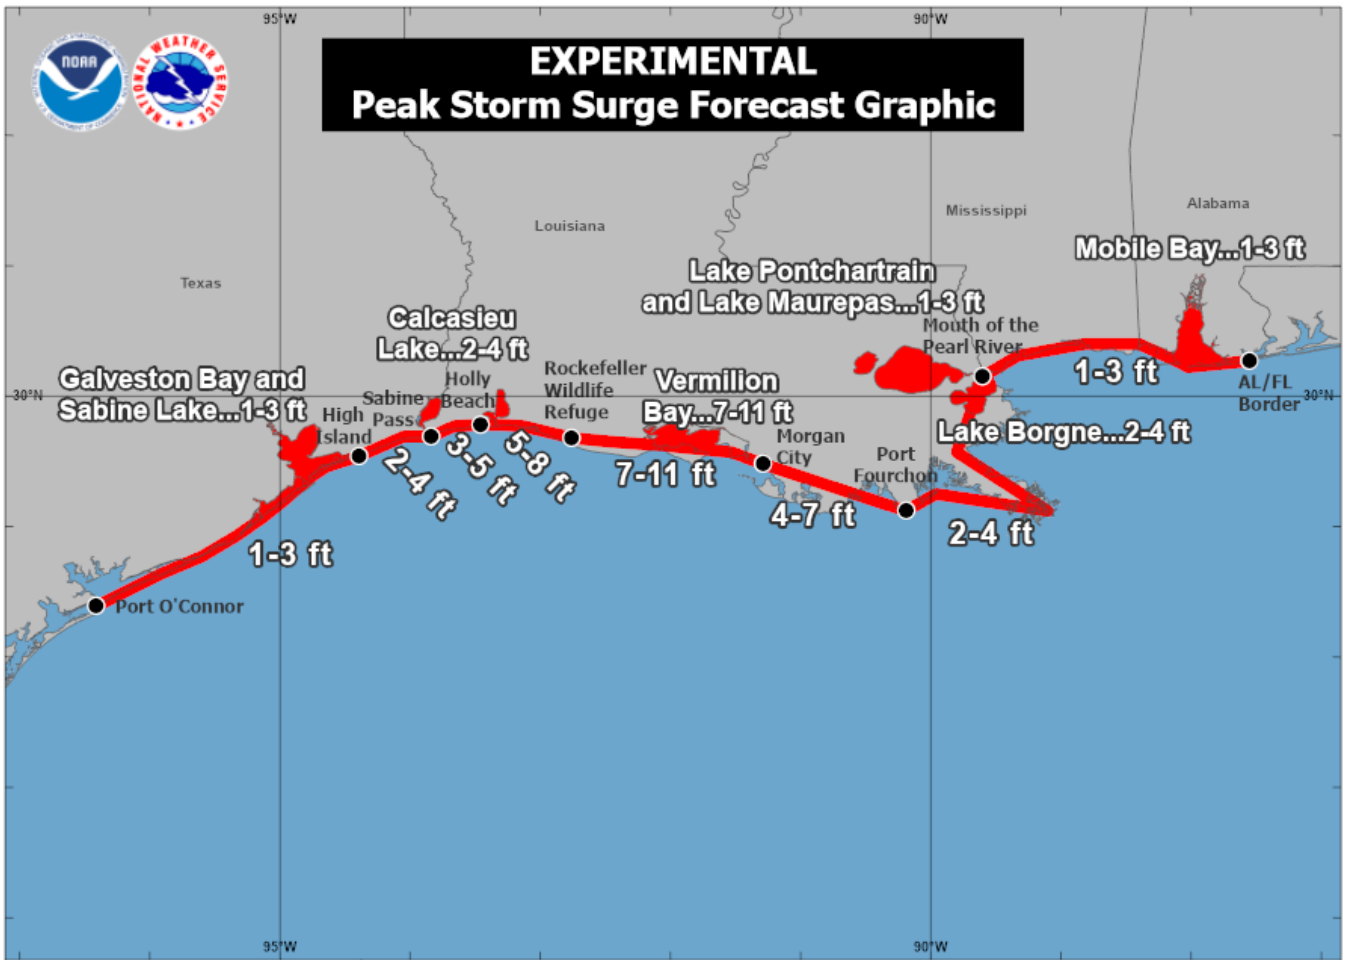 95°W
90°W
EXPERIMENTAL
Peak Storm Surge Forecast Graphic
NOAA
NATIONAL WEATHER SERVICE
Alabama
Mississippi
Louisiana
Texas
Mobile Bay...1-3 ft
Lake Pontchartrain
and Lake Maurepas...1-3 ft
Calcasieu
Lake...2-4 ft
Mouth of the
Pearl River
Galveston Bay and
Sabine Lake...1-3 ft
Holly
Beach
Rockefeller
Wildlife
Refuge
Vermilion
Bay...7-11 ft
1-3 ft
AL/FL
Border
30°N
30°N
Sabine
Pass
High
Island
Lake Borgne...2-4 ft
Morgan
City
Port
Fourchon
2-4 ft
3-5 ft
5-8 ft
7-11 ft
4-7 ft
2-4 ft
1-3 ft
Port O'Connor
95°W
90°W